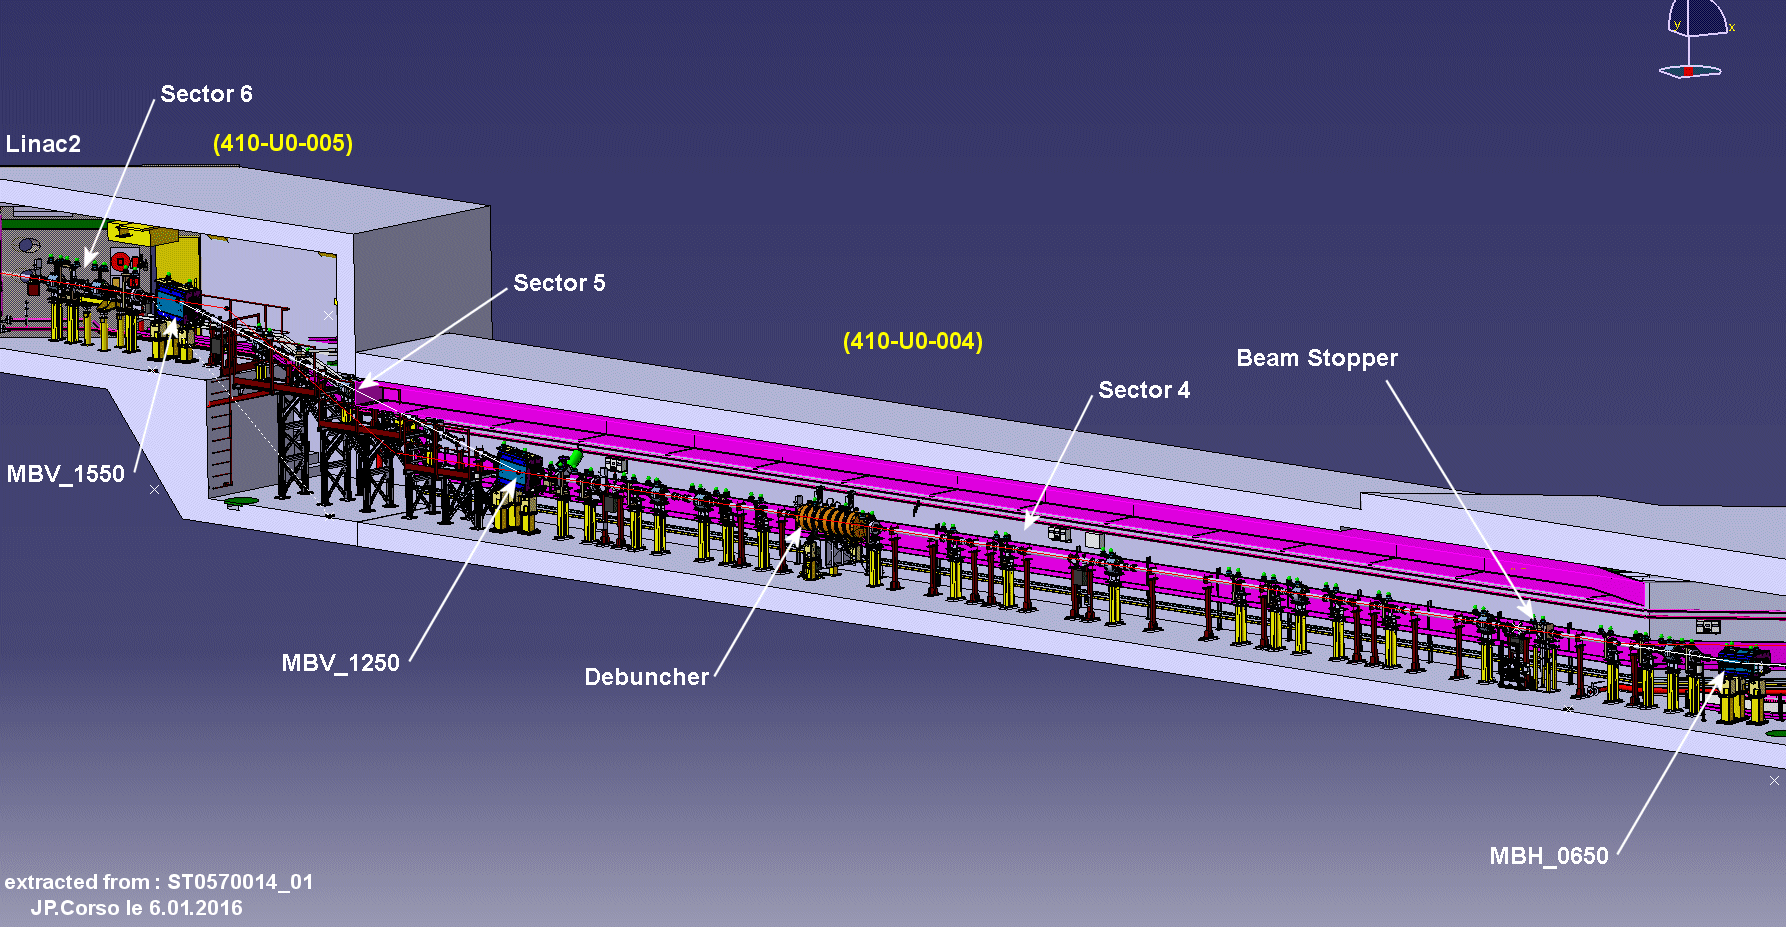 Sector 6
Linac2
(410-U0-005)
Sector 5
(410-U0-004)
Beam Stopper
Sector 4
MBV_1550
MBV_1250
Debuncher
MBH_0650
extracted from : ST0570014_01
JP.Corso le 6.01.2016
y
x